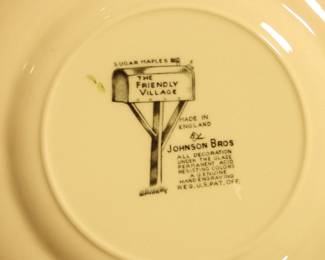 SUGAR MAPLES
THE
FRIENDLY
VILLAGE
MADE IN
ENGLAND
BY
JOHNSON BROS
ALL DECORATION
UNDER THE GLAZE
PERMANENT ACID
RESISTING COLORS
A GENUINE
HAND ENGRAVING
REG. U.S. PAT. OFF.